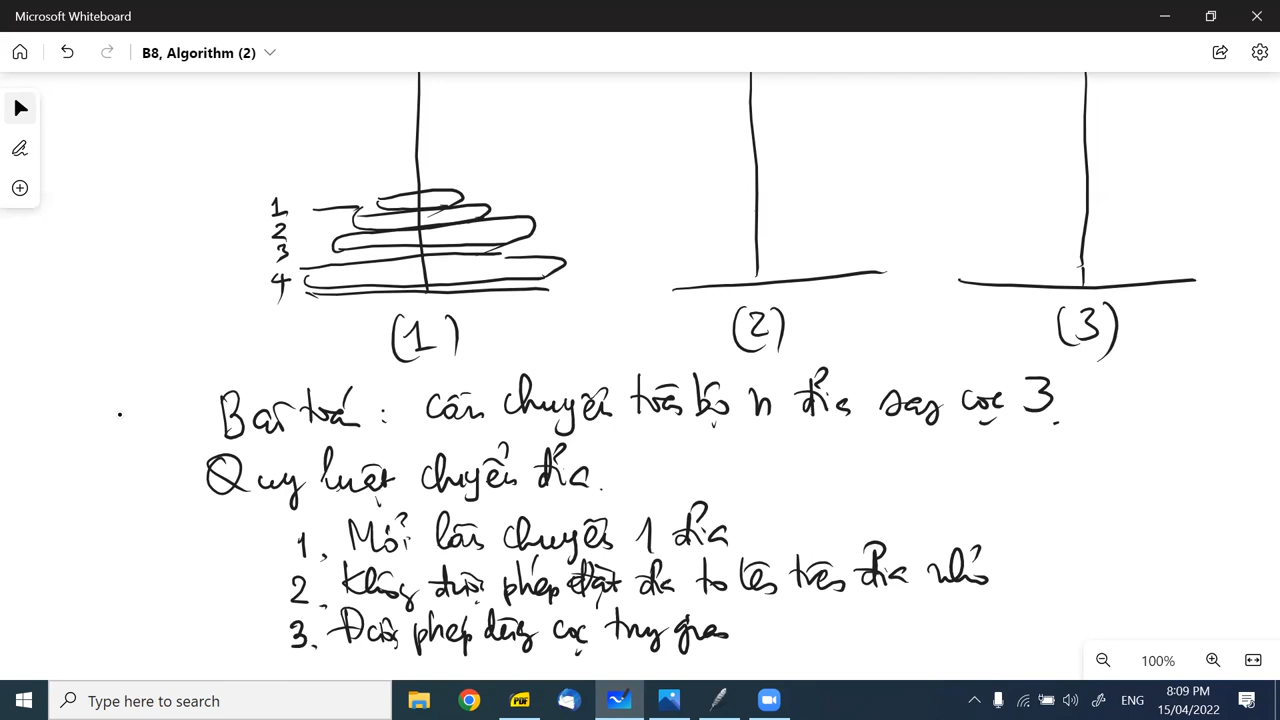 Microsoft Whiteboard
B8, Algorithm (2)
1
2
3
4
(1) (2) (3)
Bài toán : cần chuyển toàn bộ n đĩa sag cọc 3.
Quy luật chuyển đĩa.
1. Mỗi lần chuyển 1 đĩa
2. Không được phép đặt đĩa to lên trên đĩa nhỏ
3. Được phép dùng cọc trung gian
100%
Type here to search
PDF
ENG
8:09 PM
15/04/2022